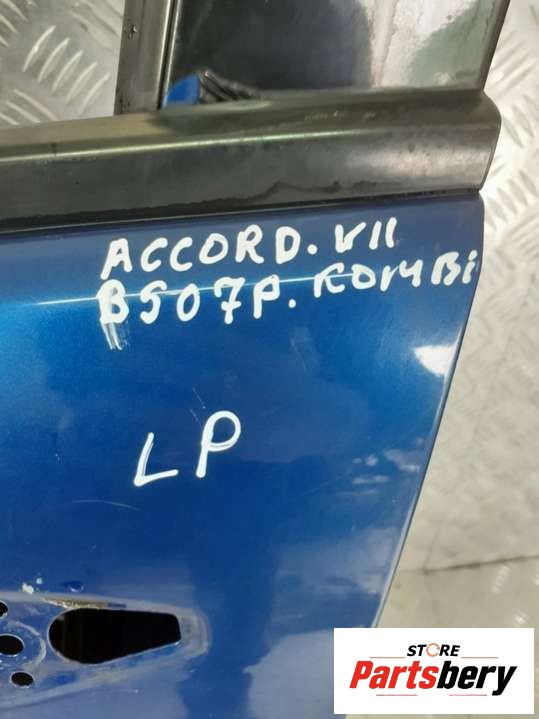 ACCORD.VII
B507P.KOMBi
LP
STORE
Partsbery